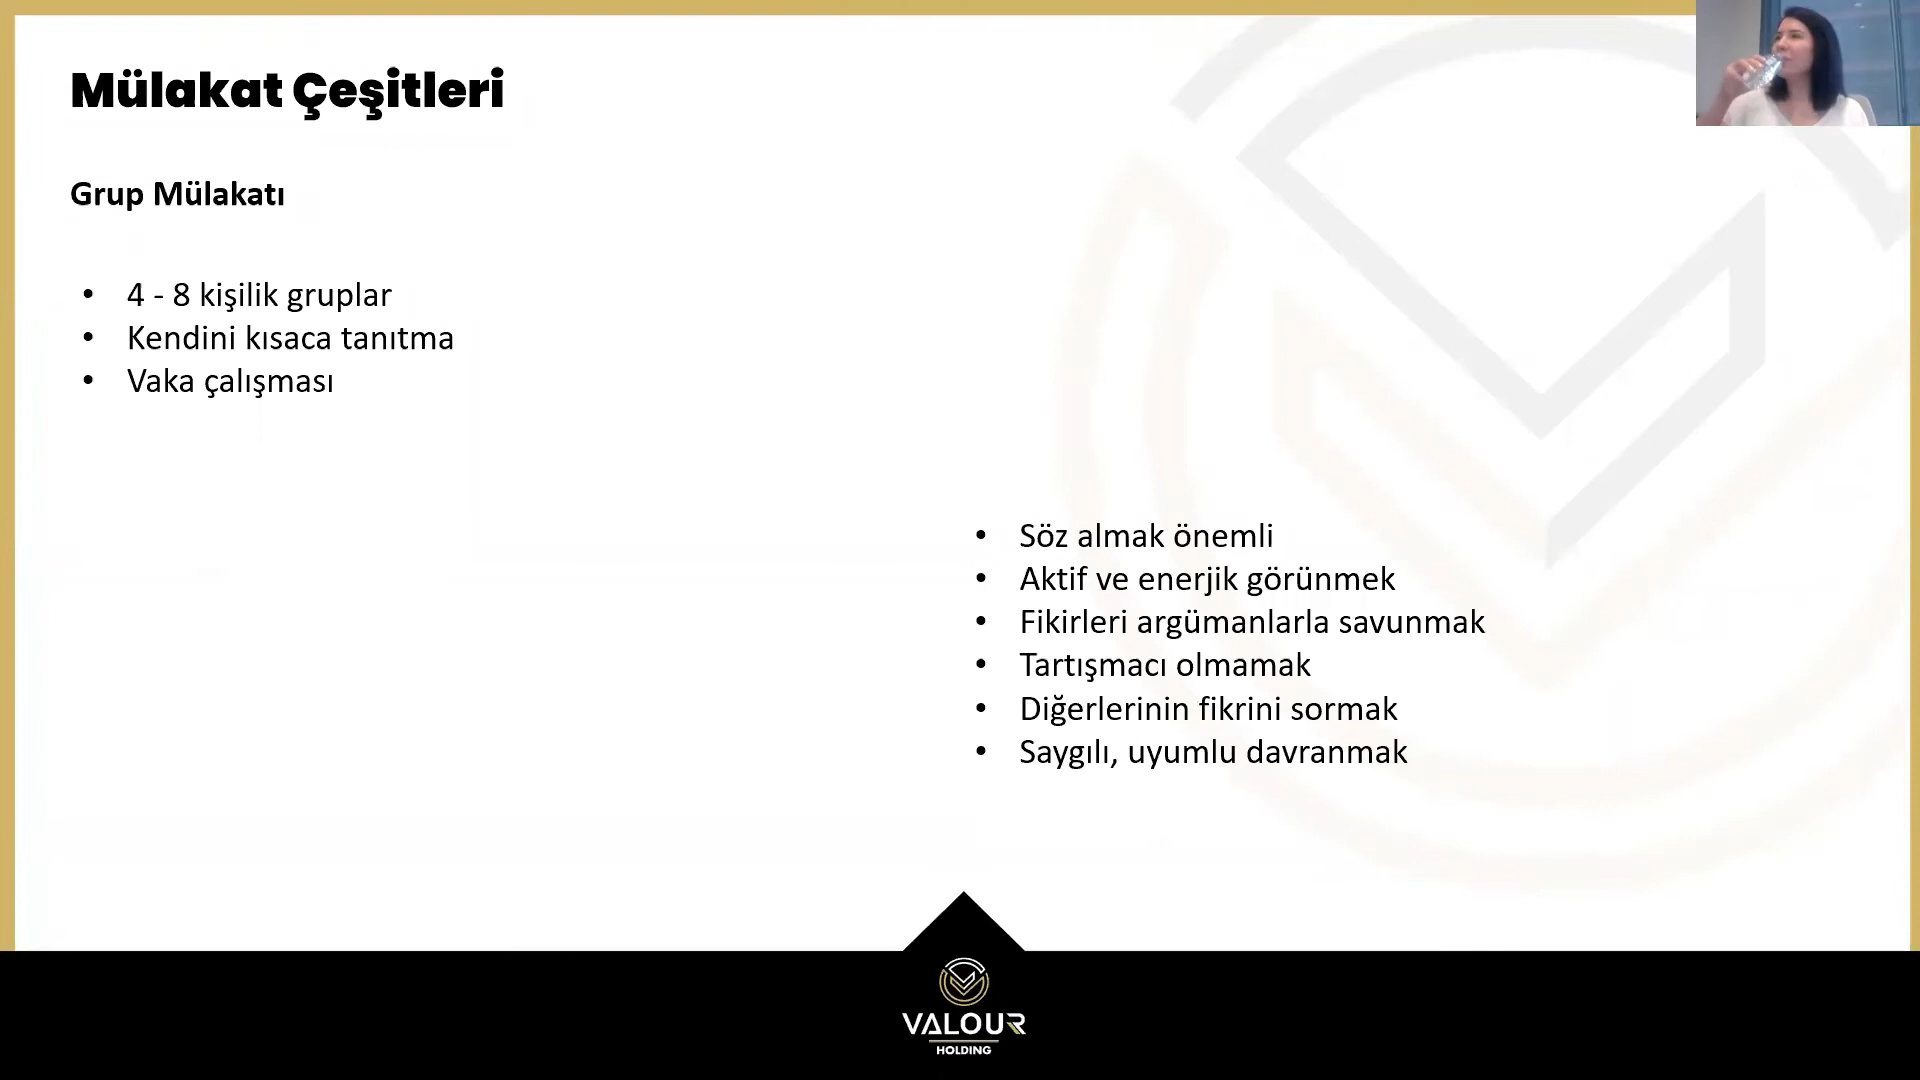 Mülakat Çeşitleri
Grup Mülakatı
• 4 - 8 kişilik gruplar
• Kendini kısaca tanıtma
• Vaka çalışması
• Söz almak önemli
• Aktif ve enerjik görünmek
• Fikirleri argümanlarla savunmak
• Tartışmacı olmamak
• Diğerlerinin fikrini sormak
• Saygılı, uyumlu davranmak
VALOUR
HOLDING